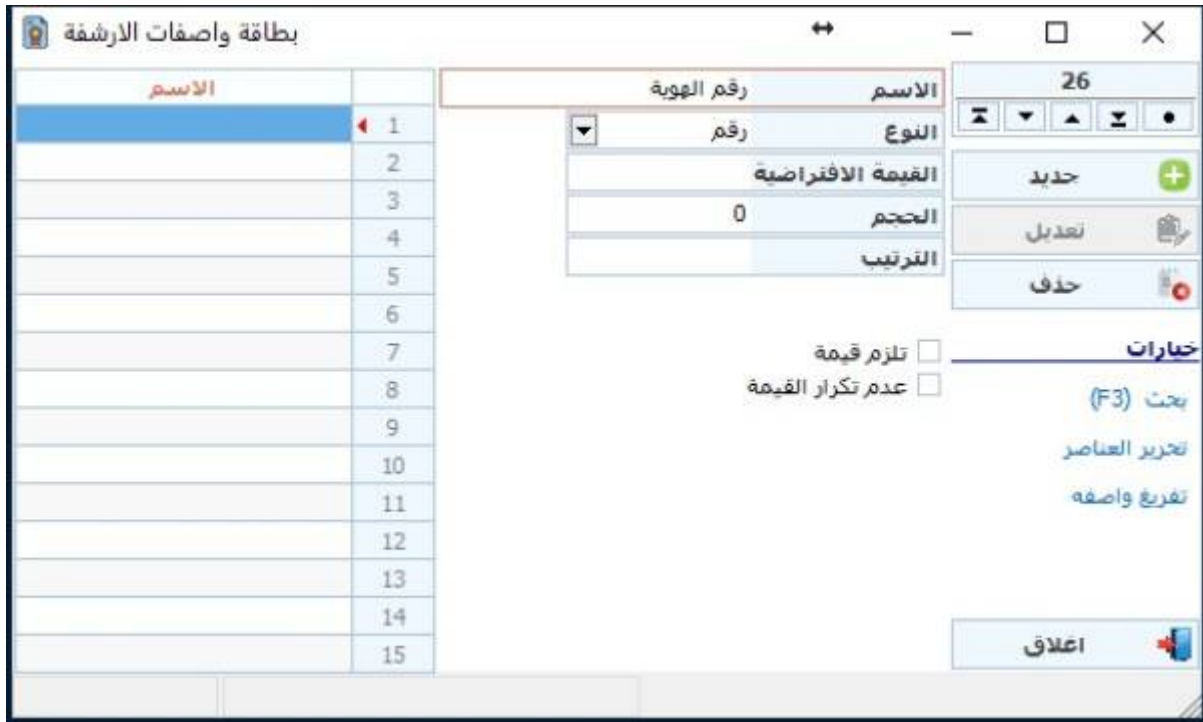 بطاقة واصفات الارشفة
26
الاسم رقم الهوية
النوع رقم
القيمة الافتراضية
الحجم 0
الترتيب
تلزم قيمة
عدم تكرار القيمة
جديد
تعديل
حذف
خيارات
بحث (F3)
تحرير العناصر
تفريغ واصفه
اغلاق
الاسم
1
2
3
4
5
6
7
8
9
10
11
12
13
14
15